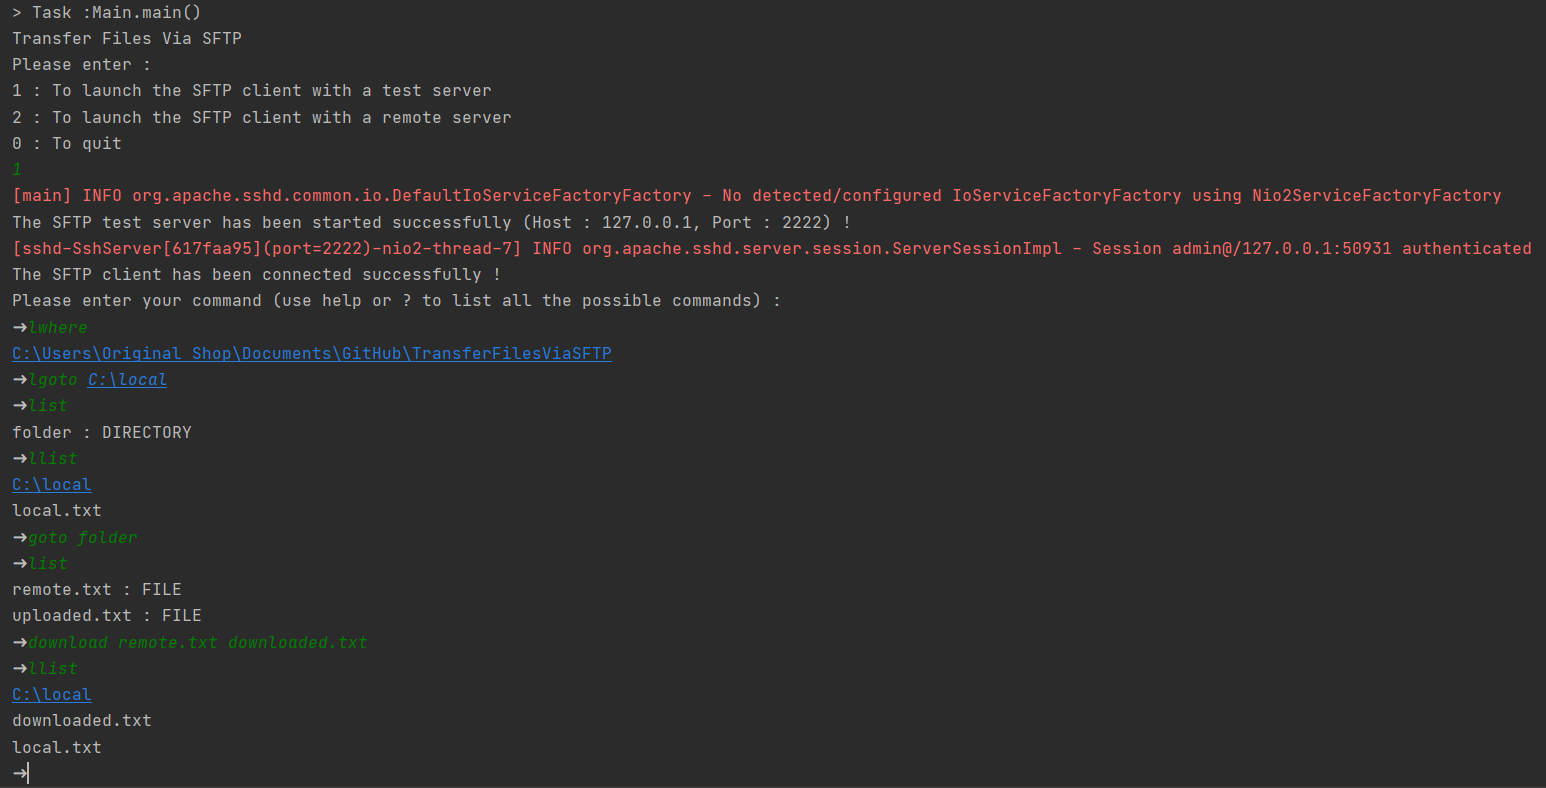 > Task :Main.main()
Transfer Files Via SFTP
Please enter :
1 : To launch the SFTP client with a test server
2 : To launch the SFTP client with a remote server
0 : To quit
1
[main] INFO org.apache.sshd.common.io.DefaultIoServiceFactoryFactory - No detected/configured IoServiceFactoryFactory using Nio2ServiceFactoryFactory
The SFTP test server has been started successfully (Host : 127.0.0.1, Port : 2222) !
[sshd-SshServer[617faa95](port=2222)-nio2-thread-7] INFO org.apache.sshd.server.session.ServerSessionImpl - Session admin@/127.0.0.1:50931 authenticated
The SFTP client has been connected successfully !
Please enter your command (use help or ? to list all the possible commands) :
➔lwhere
C:\Users\Original Shop\Documents\GitHub\TransferFilesViaSFTP
➔lgoto C:\local
➔list
folder : DIRECTORY
➔llist
C:\local
local.txt
➔goto folder
➔list
remote.txt : FILE
uploaded.txt : FILE
➔download remote.txt downloaded.txt
➔llist
C:\local
downloaded.txt
local.txt
➔